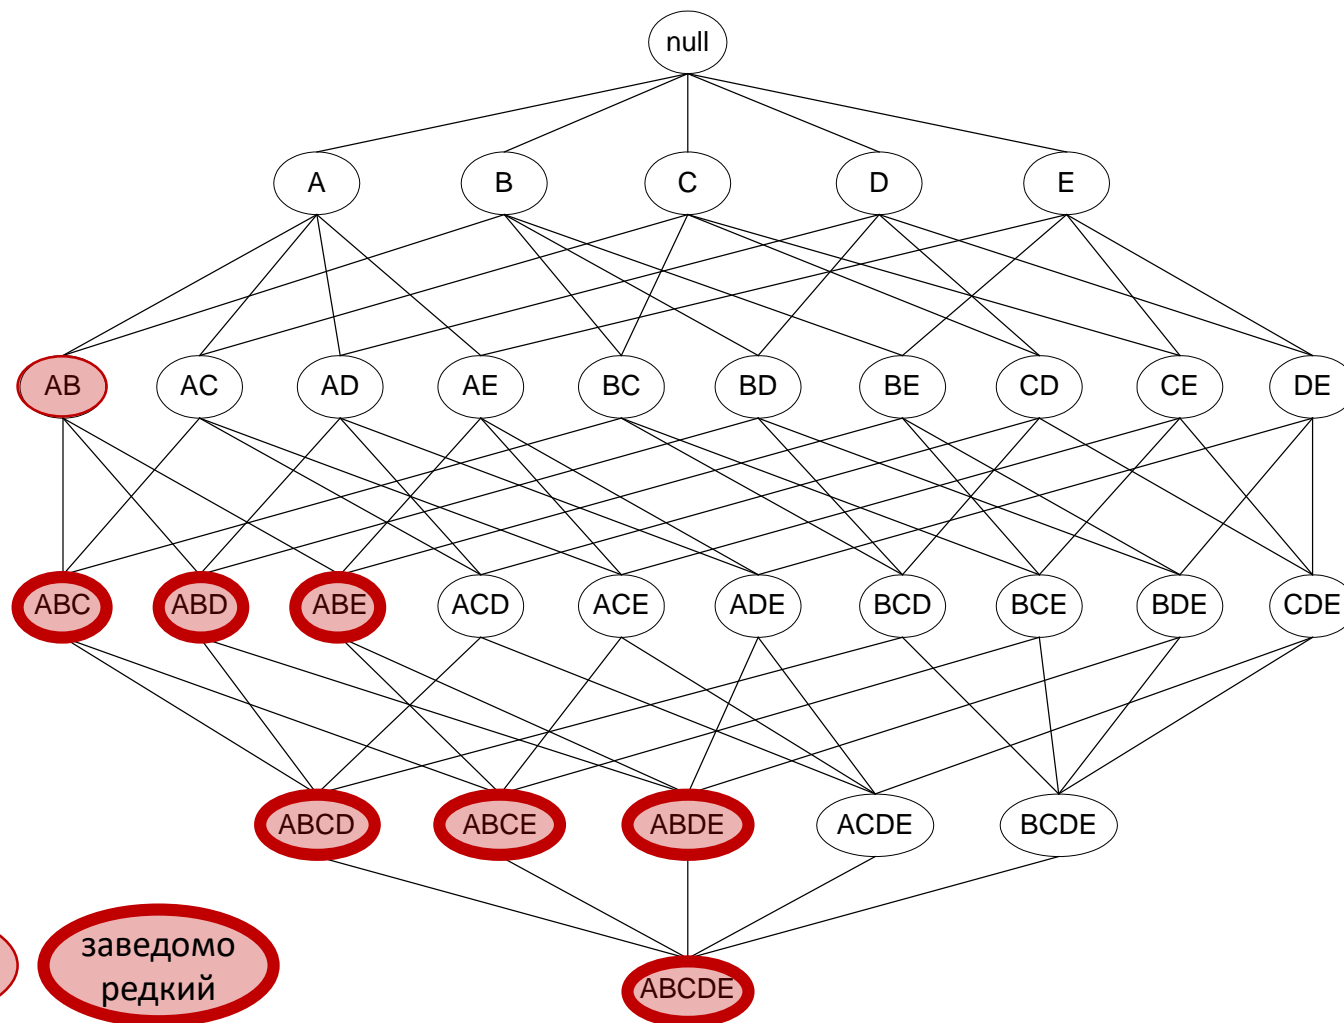 null
A B C D E
AB AC AD AE BC BD BE CD CE DE
ABC ABD ABE ACD ACE ADE BCD BCE BDE CDE
ABCD ABCE ABDE ACDE BCDE
заведомо
редкий
ABCDE